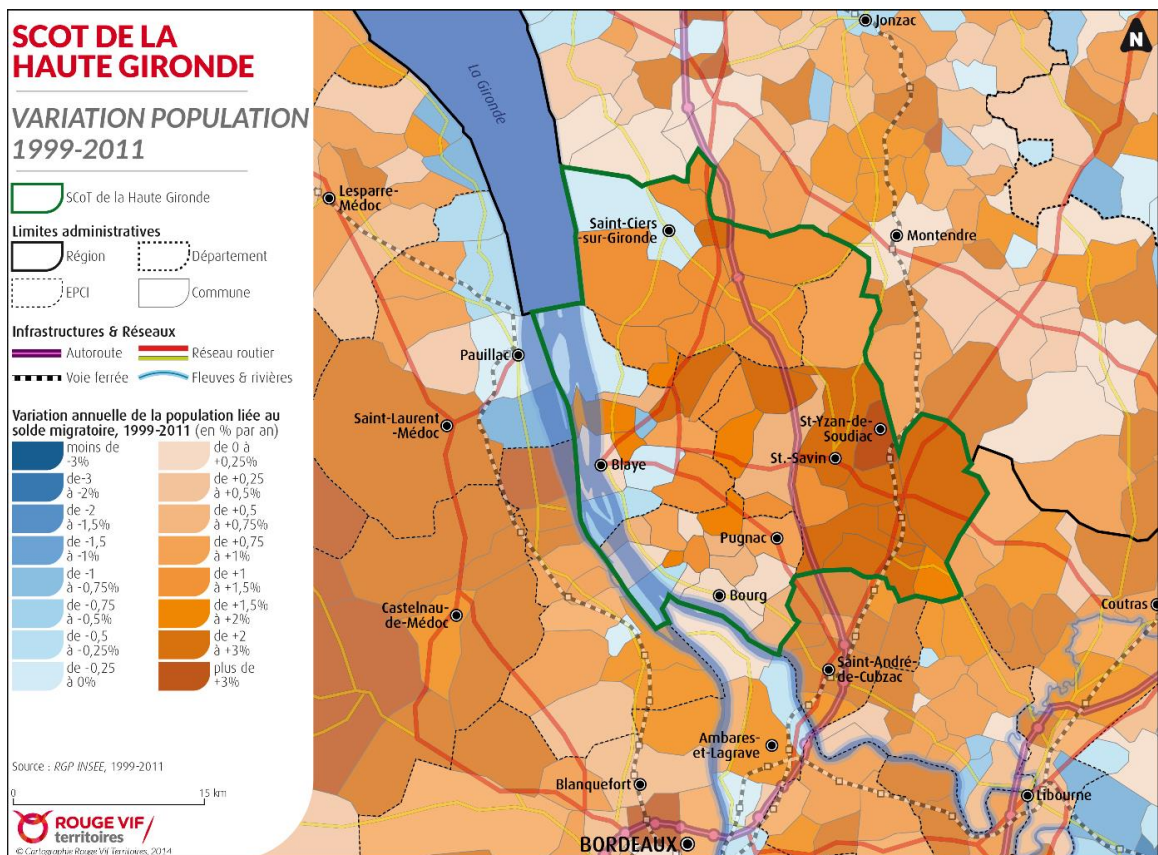 SCOT DE LA
HAUTE GIRONDE
VARIATION POPULATION
1999-2011
SCoT de la Haute Gironde
Limites administratives
Région
Département
EPCI
Commune
Infrastructures & Réseaux
Autoroute
Réseau routier
Voie ferrée
Fleuves & rivières
Variation annuelle de la population liée au
solde migratoire, 1999-2011 (en % par an)
moins de
-3%
de-3
à -2%
de -2
à -1,5%
de -1,5
à -1%
de -1
à -0,75%
de -0,75
à -0,5%
de -0,5
à -0,25%
de -0,25
à 0%
de 0 à
+0,25%
de +0,25
à +0,5%
de +0,5
à +0,75%
de +0,75
à +1%
de +1
à +1,5%
de +1,5%
à +2%
de +2
à +3%
plus de
+3%
Source : RGP INSEE, 1999-2011
0
15 km
ROUGE VIF/
territoires
© Cartographie Rouge Vif Territoires, 2014
N
La Gironde
Jonzac
Lesparre-
Médoc
Saint-Ciers
-sur-Gironde
Montendre
Pauillac
Saint-Laurent
-Médoc
St-Yzan-de-
Soudiac
St.-Savin
Blaye
Pugnac
Bourg
Castelnau-
de-Médoc
Coutras
Saint-André
-de-Cubzac
Ambares-
et-Lagrave
Blanquefort
Libourne
BORDEAUX